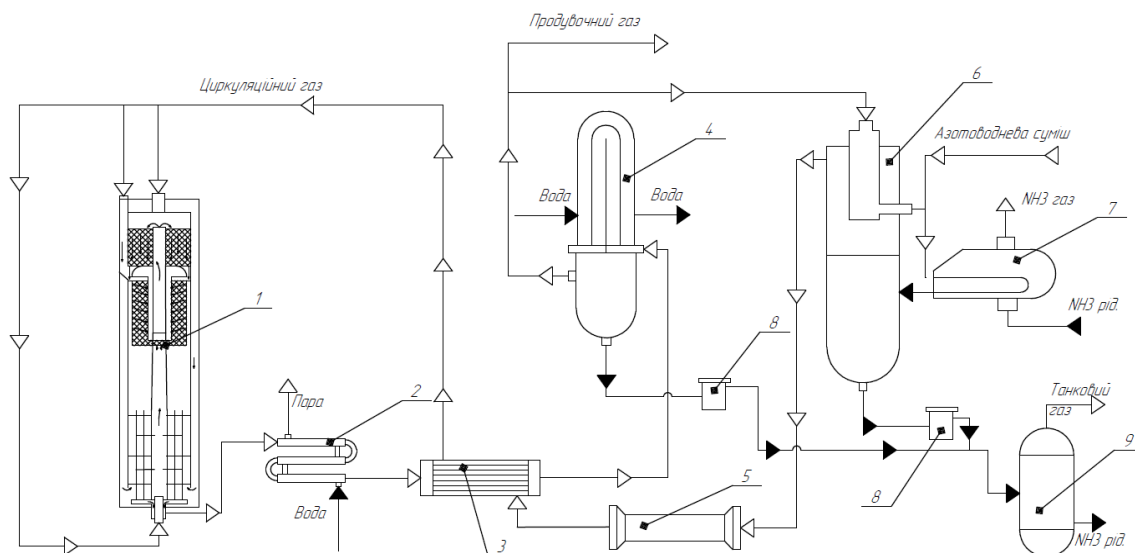 Продувочний газ
6
Циркуляційний газ
4
Азотоводнева суміш
Вода
Вода
NH3 газ
7
1
8
NH3 рід.
Пара
2
Танковий
газ
9
5
8
Вода
3
NH3 рід.